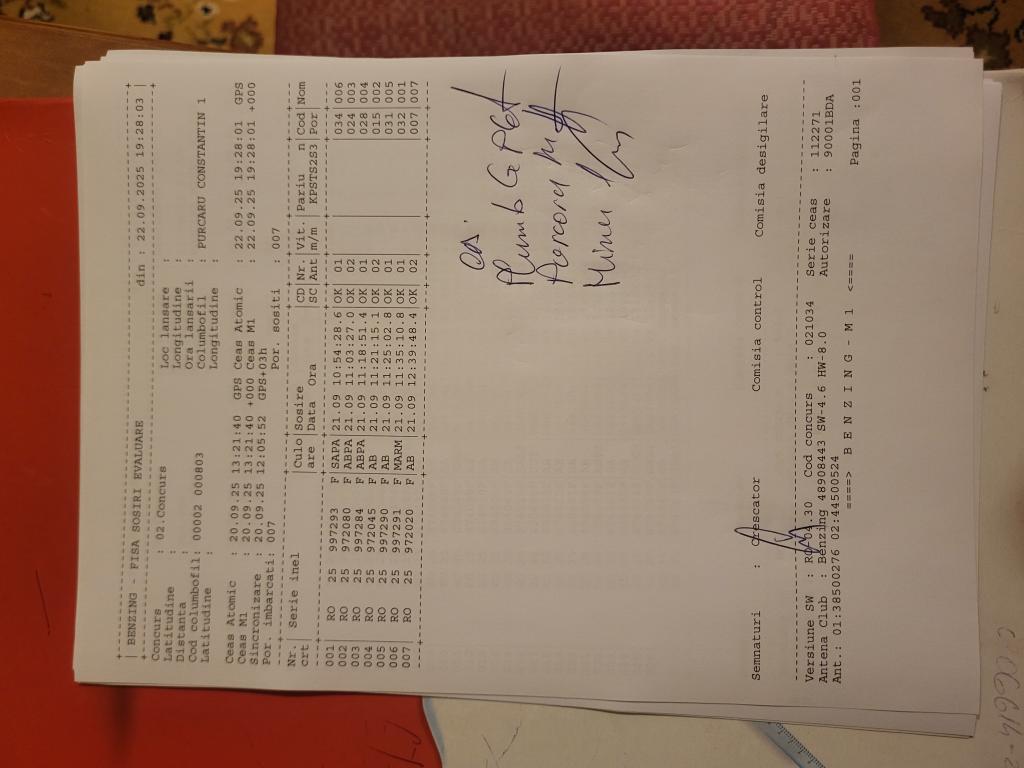 BENZING - FISA SOSIRI EVALUARE din : 22.09.2025 19:28:03
Concurs : 02.Concurs Loc lansare :
Latitudine : Longitudine :
Distanta : Ora lansarii :
Cod columbofil: 00002 000803 Columbofil : PURCARU CONSTANTIN 1
Latitudine : Longitudine :
Ceas Atomic : 20.09.25 13:21:40 GPS Ceas Atomic : 22.09.25 19:28:01 GPS
Ceas M1 : 20.09.25 13:21:40 +000 Ceas M1 : 22.09.25 19:28:01 +000
Sincronizare : 20.09.25 12:05:52 GPS+03h
Por. imbarcati: 007 Por. sositi : 007
Nr. | Serie inel |Culo|Sosire |CD|Nr. |Vit.|Pariu n|Cod|Nom
crt| |are |Data Ora |SC|Ant|m/m | KPSTS2S3|Por|
001 RO 25 997293 F SAPA 21.09 10:54:28.6 OK 01 034 006
002 RO 25 972080 F ABPA 21.09 11:03:27.0 OK 02 024 003
003 RO 25 997284 F ABPA 21.09 11:18:51.4 OK 01 028 004
004 RO 25 972045 F AB 21.09 11:21:15.1 OK 02 015 002
005 RO 25 997290 F AB 21.09 11:25:02.8 OK 01 031 005
006 RO 25 997291 F MARM 21.09 11:35:10.8 OK 01 032 001
007 RO 25 972020 F AB 21.09 12:39:48.4 OK 02 007 007
Plumb G
Semnaturi : Crescator Comisia control Comisia desigilare
Versiune SW : RO-04.30 Cod concurs : 021034 Serie ceas : 112271
Antena Club : Benzing 48908443 SW-4.6 HW-8.0 Autorizare : 90001BDA
Ant.: 01:38500276 02:44500524
====> B E N Z I N G - M 1 <==== Pagina :001